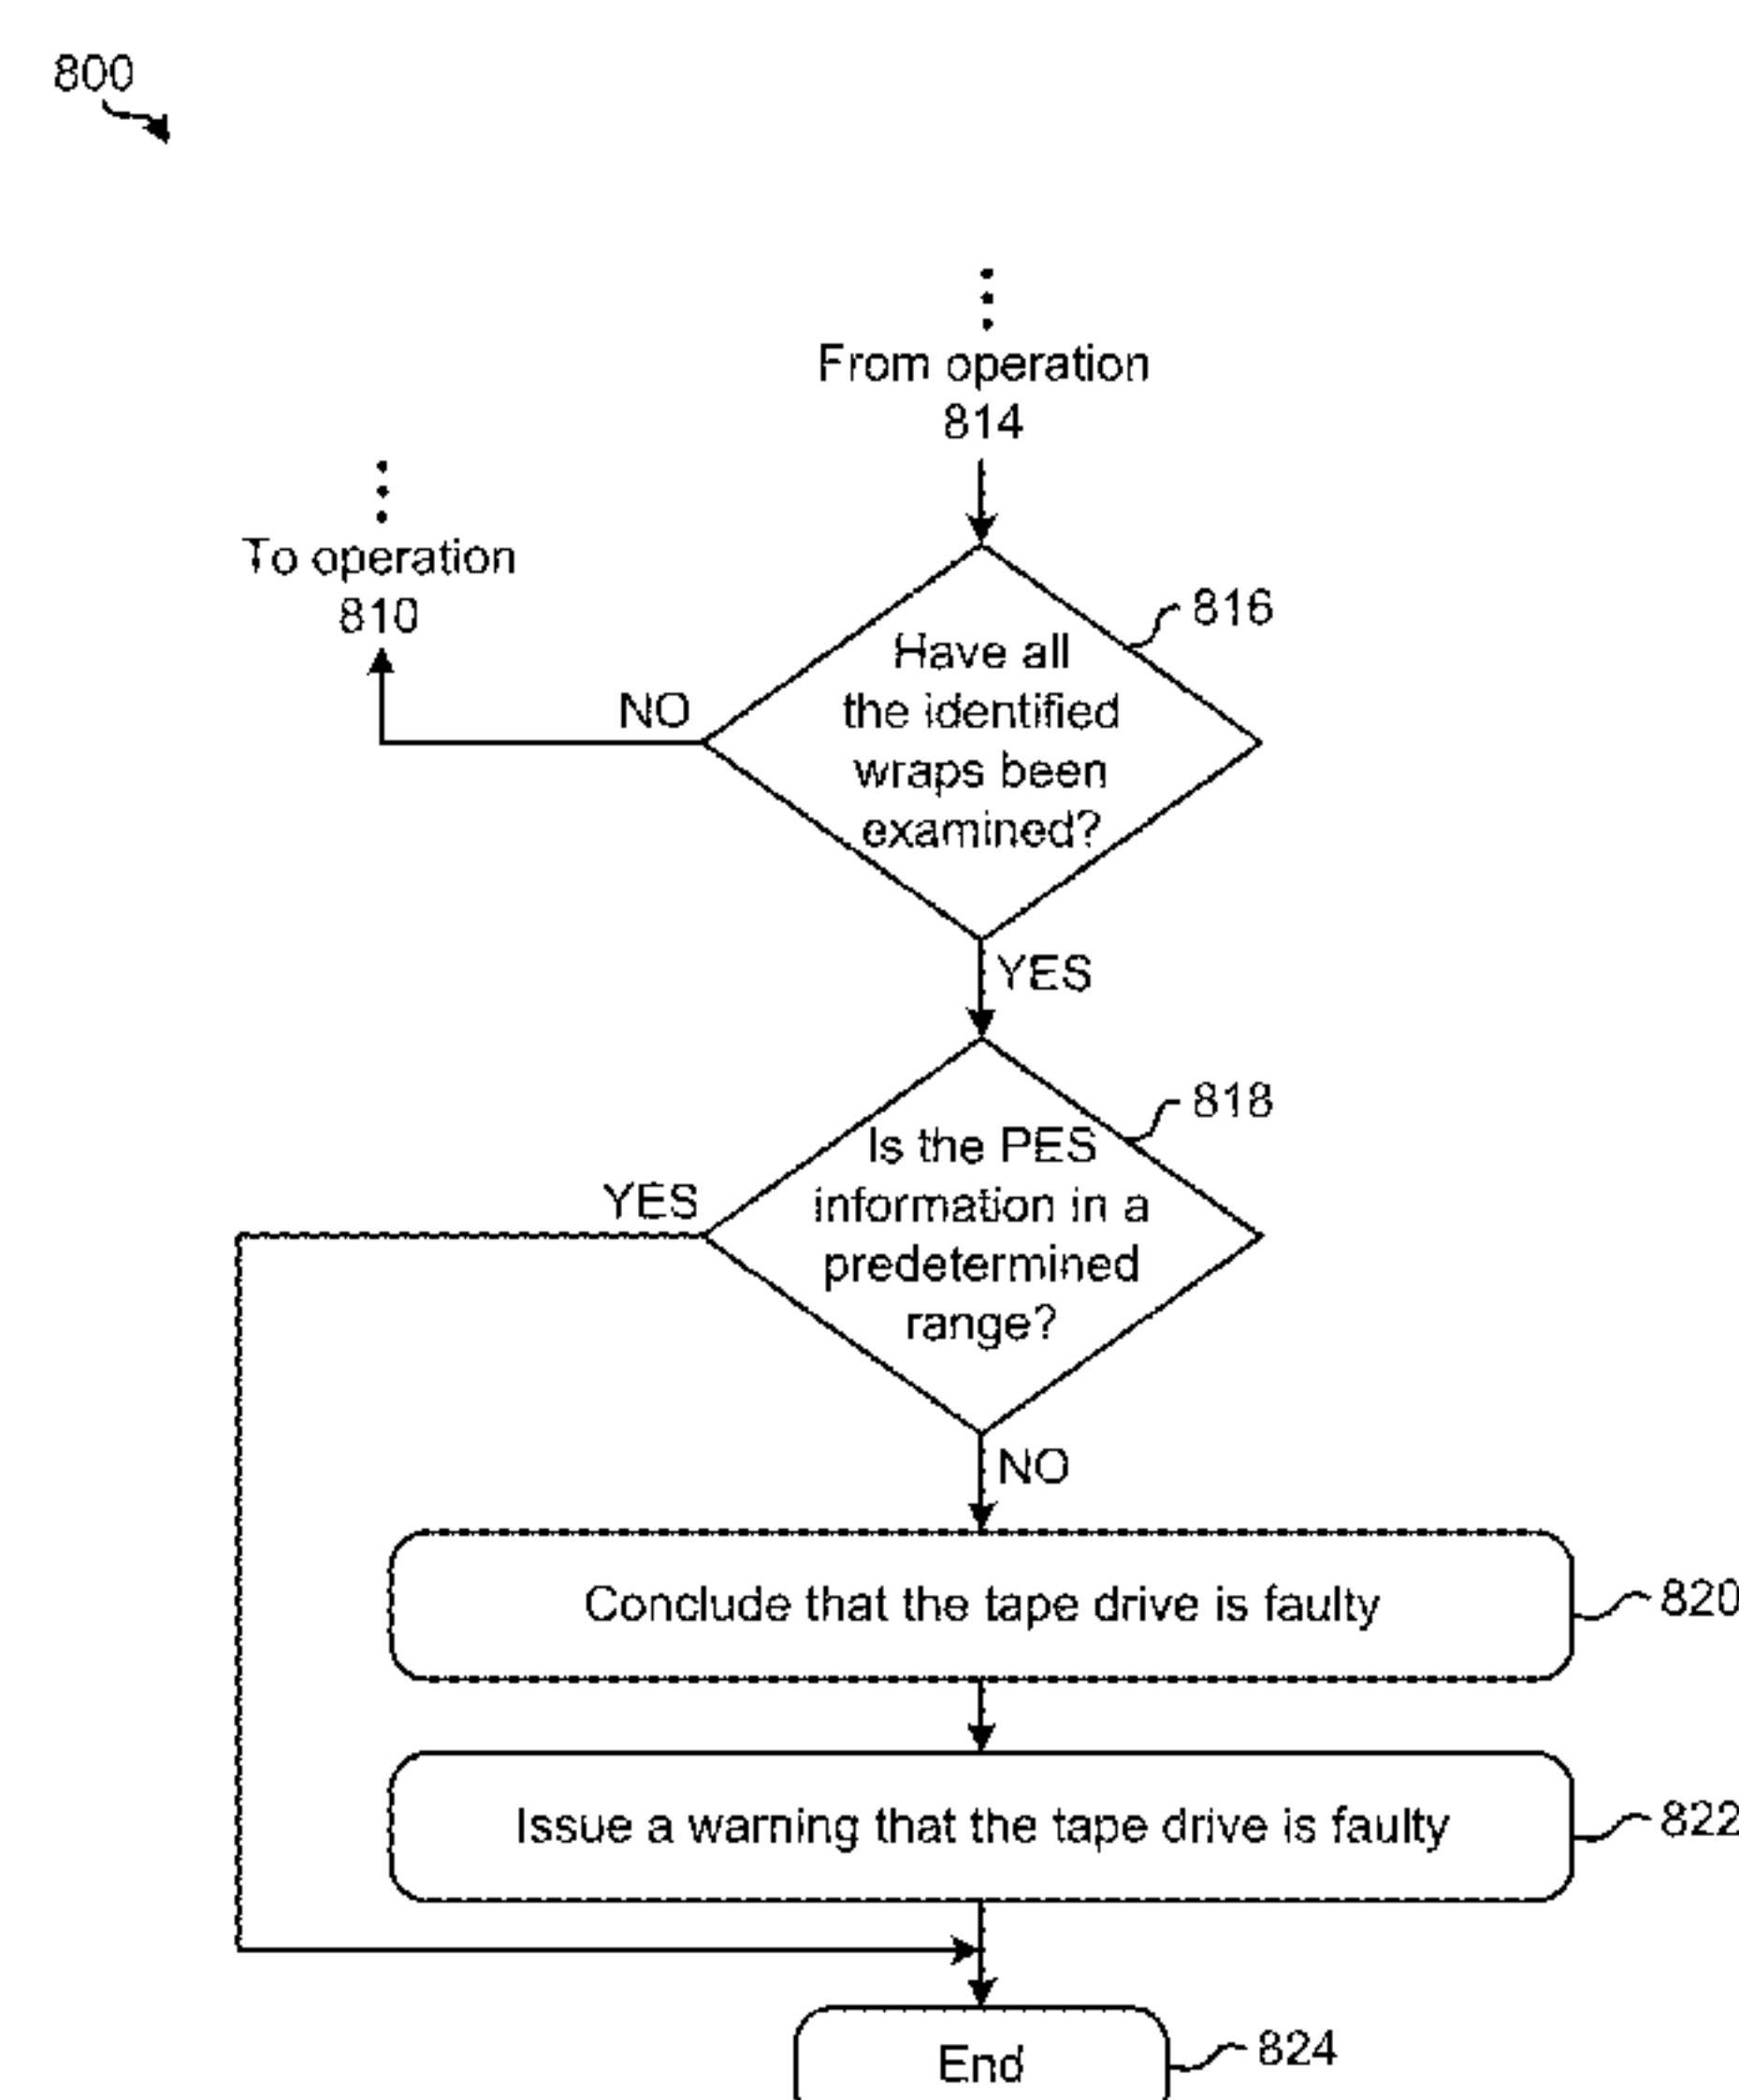 800
From operation
814
To operation
810
816
Have all
the identified
wraps been
examined?
NO
YES
818
Is the PES
information in a
predetermined
range?
YES
NO
Conclude that the tape drive is faulty
820
Issue a warning that the tape drive is faulty
822
End
824